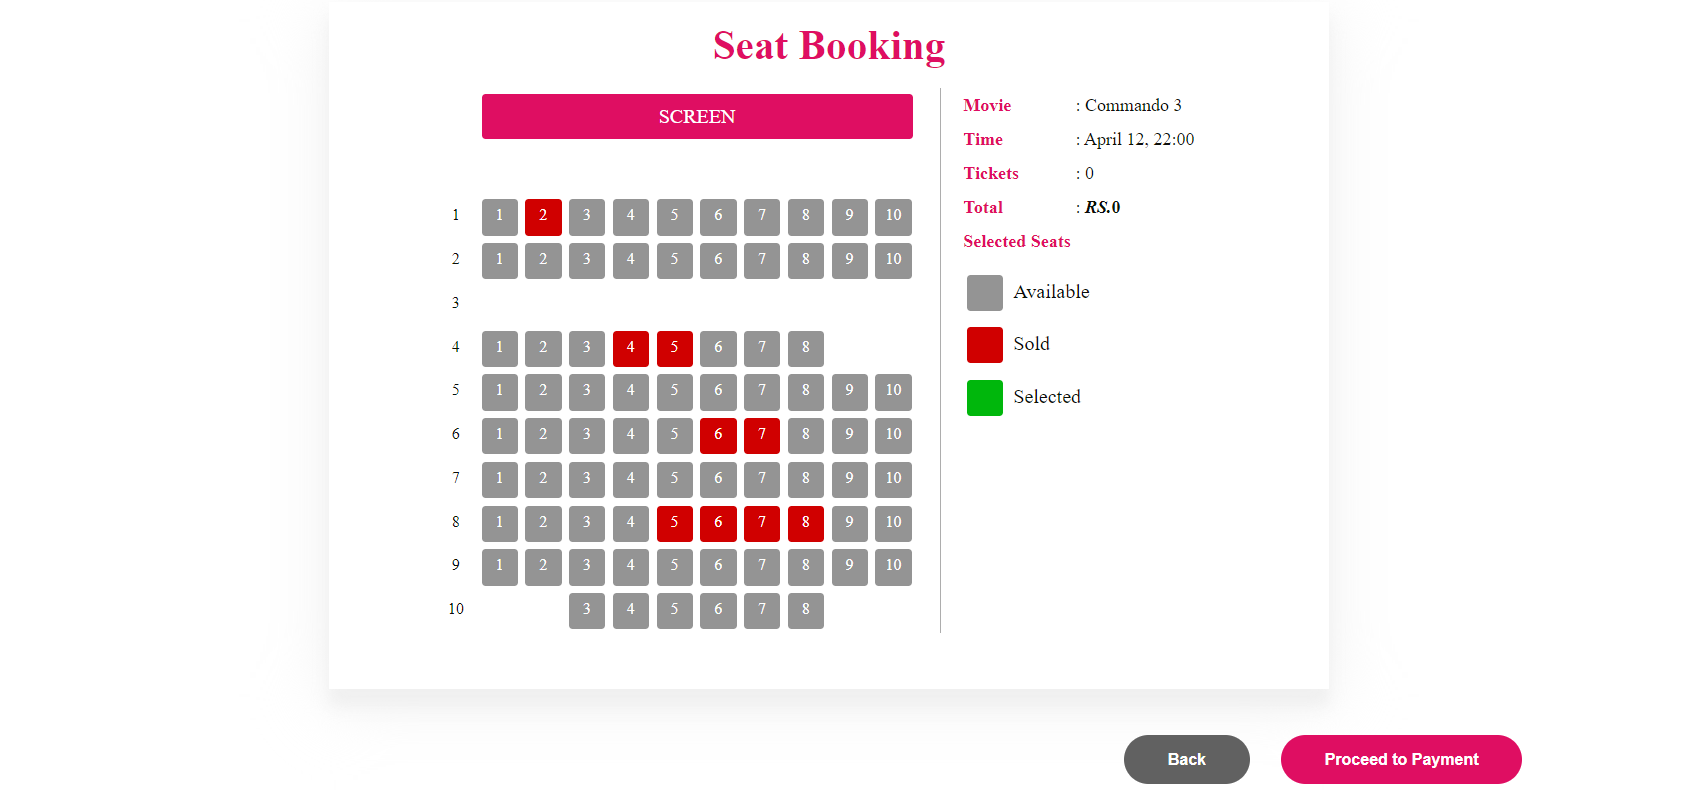 Seat Booking
SCREEN
1 1 2 3 4 5 6 7 8 9 10
2 1 2 3 4 5 6 7 8 9 10
3
4 1 2 3 4 5 6 7 8
5 1 2 3 4 5 6 7 8 9 10
6 1 2 3 4 5 6 7 8 9 10
7 1 2 3 4 5 6 7 8 9 10
8 1 2 3 4 5 6 7 8 9 10
9 1 2 3 4 5 6 7 8 9 10
10 3 4 5 6 7 8
Movie : Commando 3
Time : April 12, 22:00
Tickets : 0
Total : RS.0
Selected Seats
Available
Sold
Selected
Back
Proceed to Payment